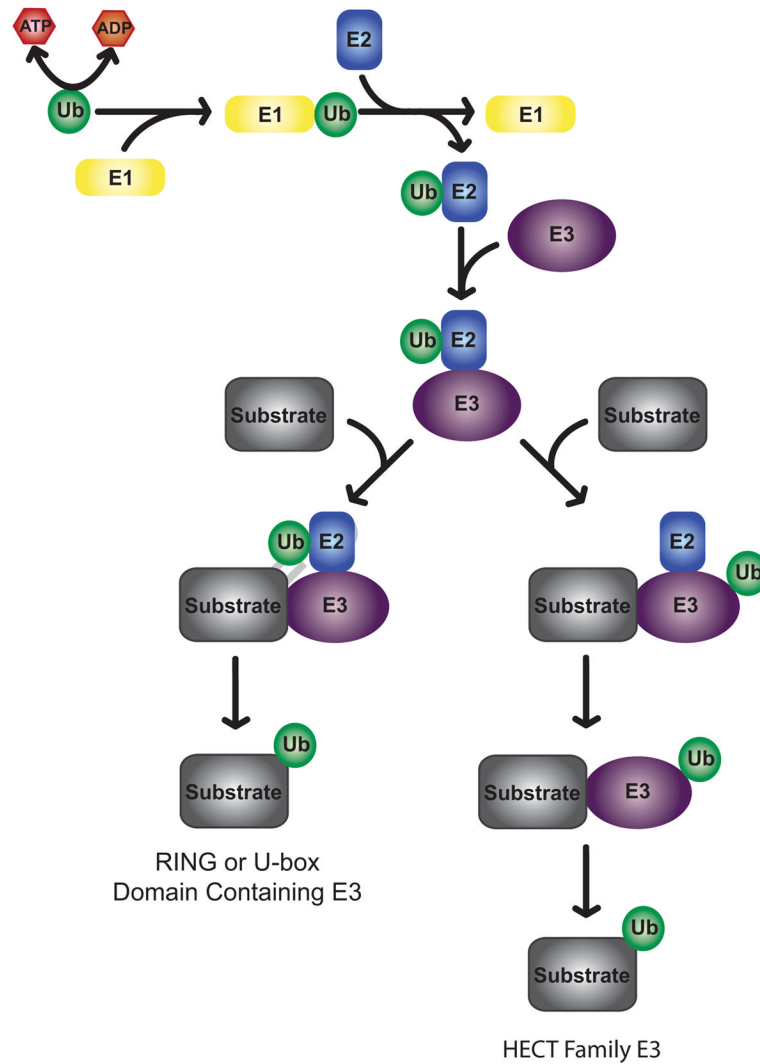 ATP
ADP
E2
Ub
E1
Ub
E1
E1
Ub
E2
E3
Ub
E2
E3
Substrate
Substrate
Ub
E2
E2
Ub
Substrate
E3
Substrate
E3
Ub
Ub
Substrate
Substrate
E3
RING or U-box
Domain Containing E3
Ub
Substrate
HECT Family E3